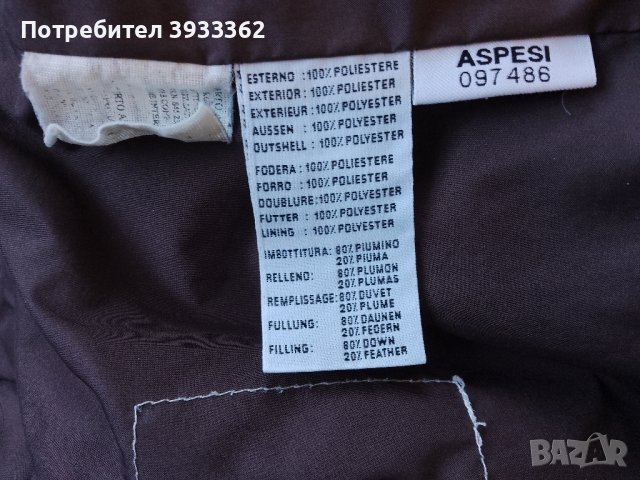 Потребител 3933362
ASPESI
097486
ESTERNO : 100% POLIESTERE
EXTERIOR : 100% POLIESTER
EXTERIEUR : 100% POLYESTER
AUSSEN : 100% POLYESTER
OUTSHELL : 100% POLYESTER
FODERA : 100% POLIESTERE
FORRO : 100% POLIESTER
DOUBLURE : 100% POLYESTER
FUTTER : 100% POLYESTER
LINING : 100% POLYESTER
IMBOTTITURA: 80% PIUMINO
20% PIUMA
RELLENO: 80% PLUMON
20% PLUMAS
REMPLISSAGE: 80% DUVET
20% PLUME
FULLUNG: 80% DAUNEN
20% FEDERN
FILLING: 80% DOWN
20% FEATHER
BAZAR